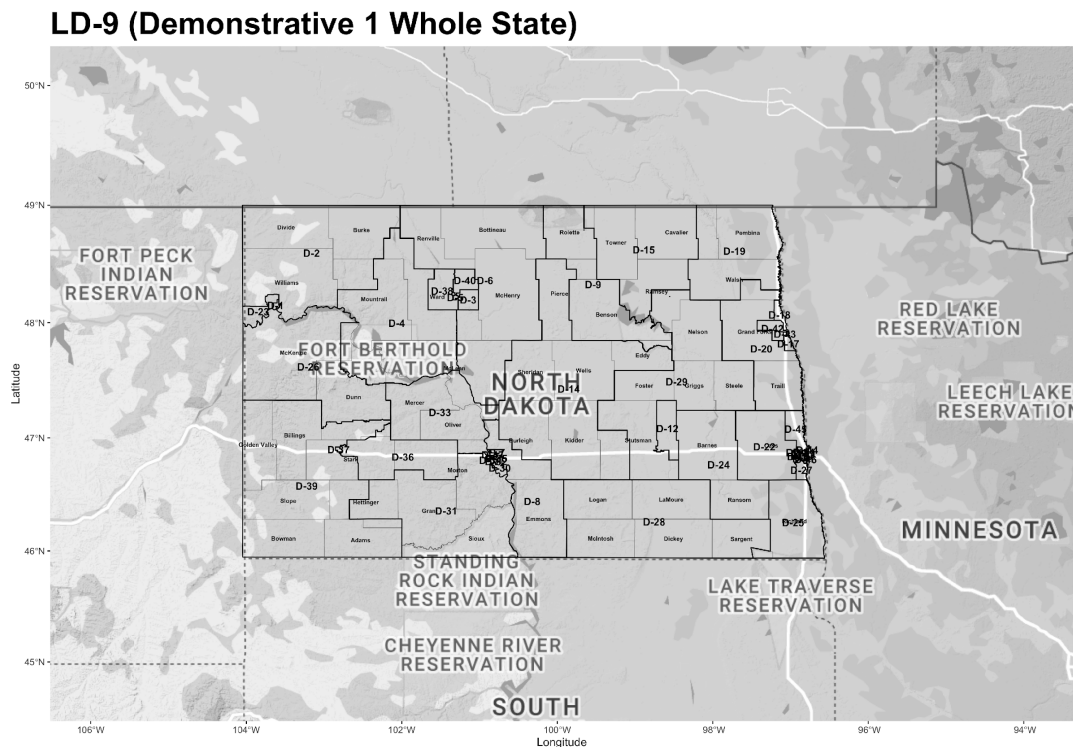 LD-9 (Demonstrative 1 Whole State)
50°N
49°N
48°N
47°N
46°N
45°N
Latitude
106°W
104°W
102°W
100°W
98°W
96°W
94°W
Longitude
FORT PECK
INDIAN
RESERVATION
FORT BERTHOLD
RESERVATION
NORTH
DAKOTA
RED LAKE
RESERVATION
LEECH LAKE
RESERVATION
MINNESOTA
STANDING
ROCK INDIAN
RESERVATION
LAKE TRAVERSE
RESERVATION
CHEYENNE RIVER
RESERVATION
SOUTH
Divide
Burke
Renville
Bottineau
Rolette
Towner
Cavalier
Pembina
Williams
Mountrail
Ward
McHenry
Pierce
Ramsey
Walsh
Benson
Nelson
Grand Forks
Eddy
Sheridan
Wells
Foster
Griggs
Steele
Traill
Dunn
Mercer
Oliver
Golden Valley
Billings
Stark
Morton
Burleigh
Kidder
Stutsman
Barnes
Slope
Hettinger
Grant
Emmons
Logan
LaMoure
Ransom
Bowman
Adams
Sioux
McIntosh
Dickey
Sargent
D-2
D-15
D-19
D-1
D-23
D-4
D-38
D-40
D-6
D-3
D-9
D-18
D-42
D-43
D-17
D-20
D-26
D-14
D-29
D-33
D-12
D-22
D-45
D-37
D-36
D-30
D-24
D-27
D-39
D-31
D-8
D-28
D-25